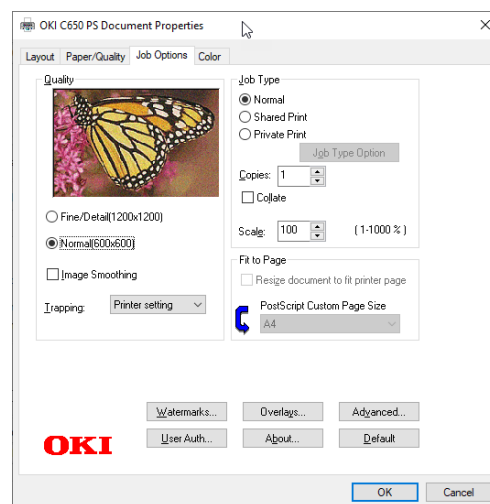 OKI C650 PS Document Properties
Layout Paper/Quality Job Options Color
Quality
Fine/Detail(1200x1200)
Normal(600x600)
Image Smoothing
Trapping: Printer setting
Job Type
Normal
Shared Print
Private Print
Job Type Option
Copies: 1
Collate
Scale: 100 (1-1000 %)
Fit to Page
Resize document to fit printer page
PostScript Custom Page Size
A4
Watermarks... Overlays... Advanced...
OKI User Auth... About... Default
OK Cancel